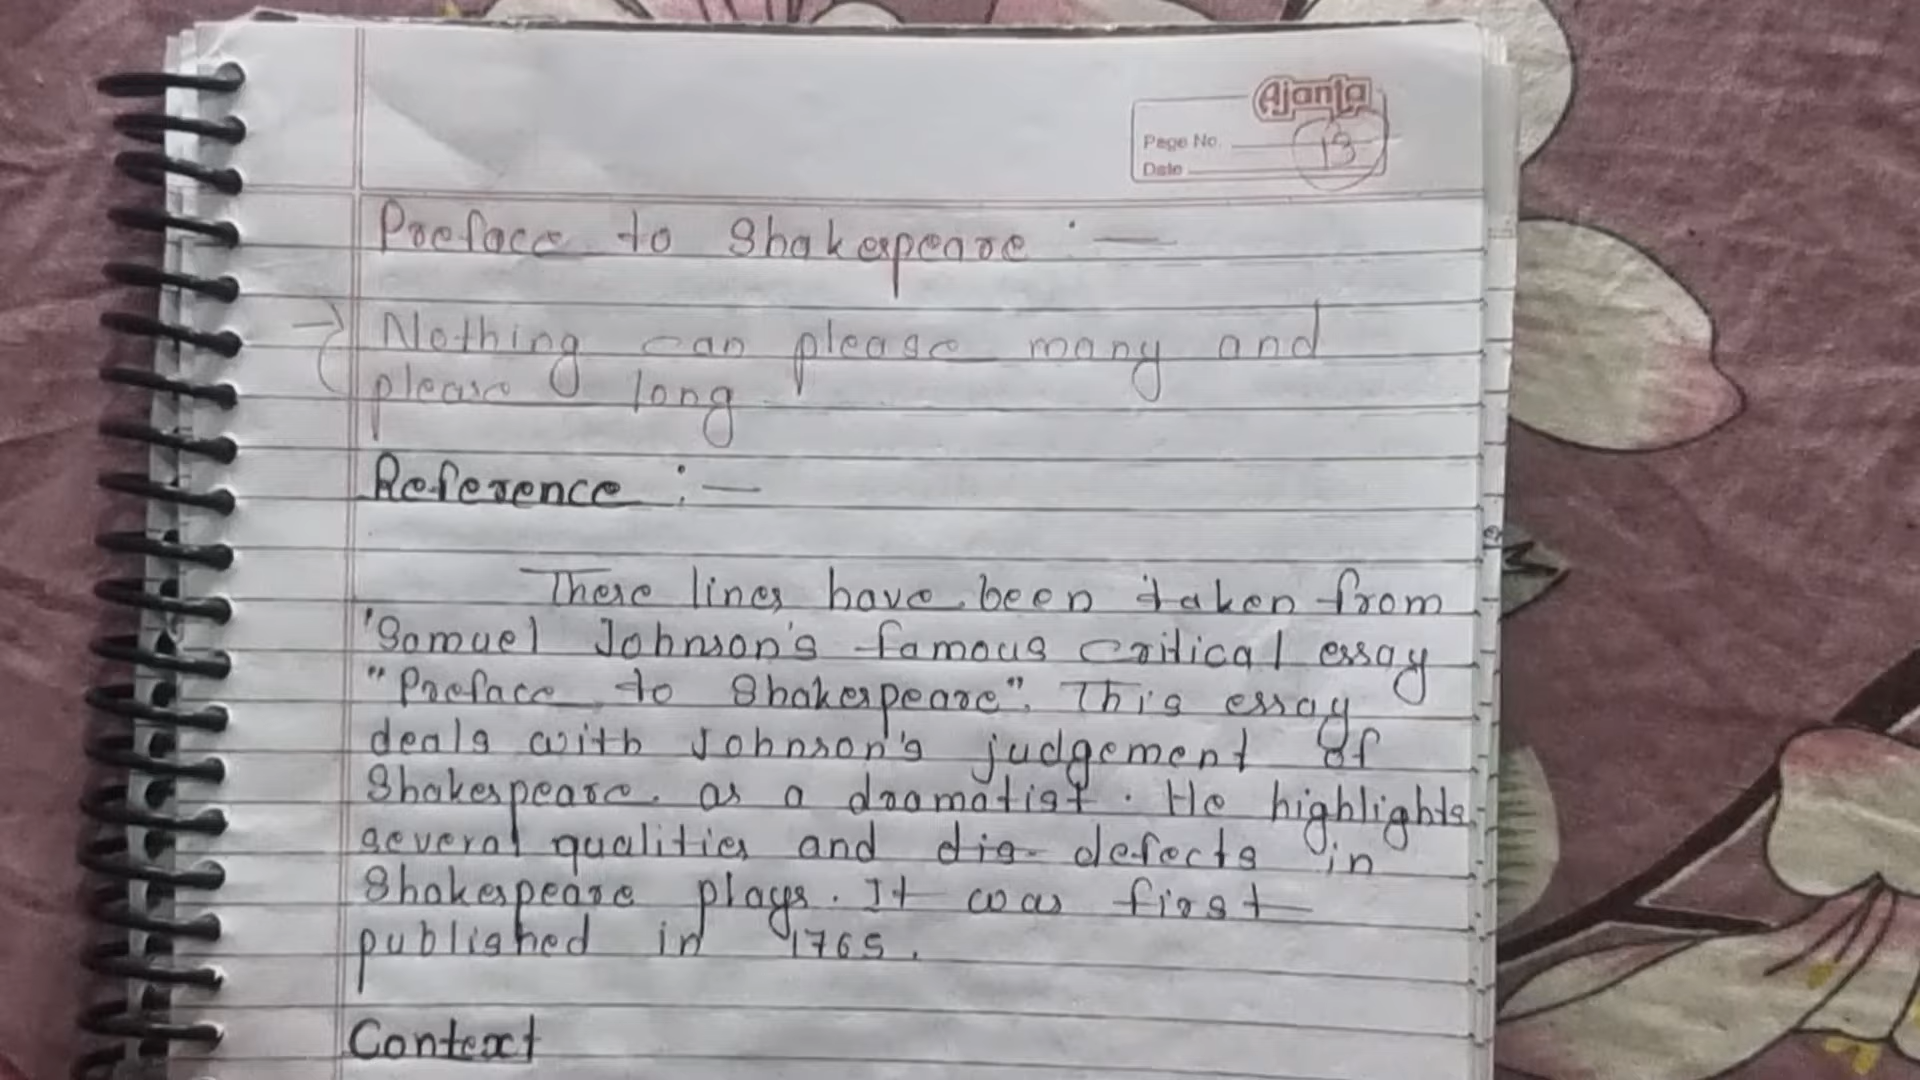 Ajanta
Page No. 13
Date
Preface to Shakespeare :—
→ Nothing can please many and
please long
Reference :—
These lines have been taken from
'Samuel Johnson's famous critical essay
"Preface to Shakespeare". This essay
deals with Johnson's judgement of
Shakespeare. as a dramatist. He highlights
several qualities and dis- defects in
Shakespeare plays. It was first
published in 1765.
Context